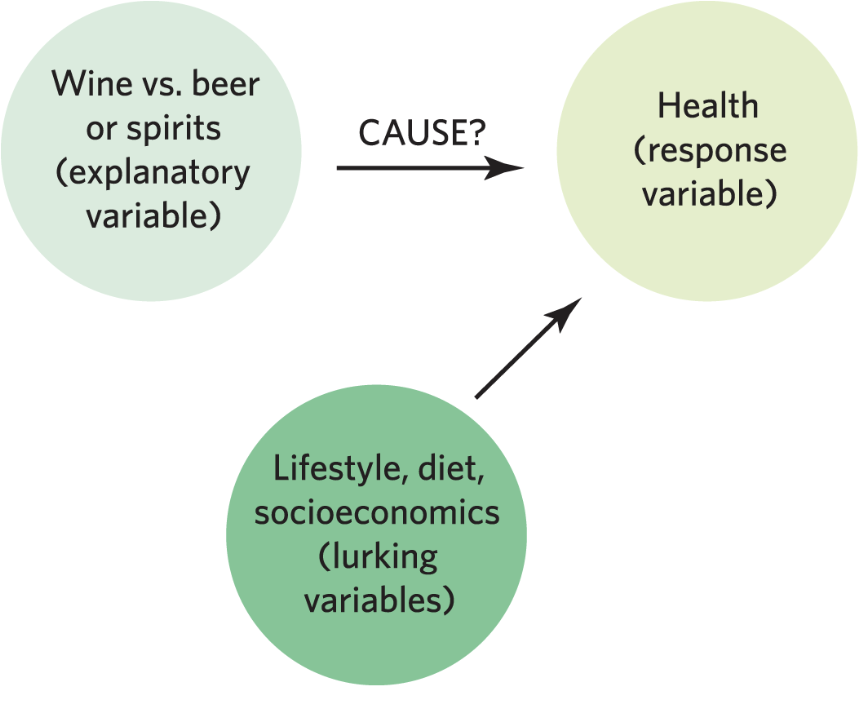 Wine vs. beer
or spirits
(explanatory
variable)
CAUSE?
Health
(response
variable)
Lifestyle, diet,
socioeconomics
(lurking
variables)